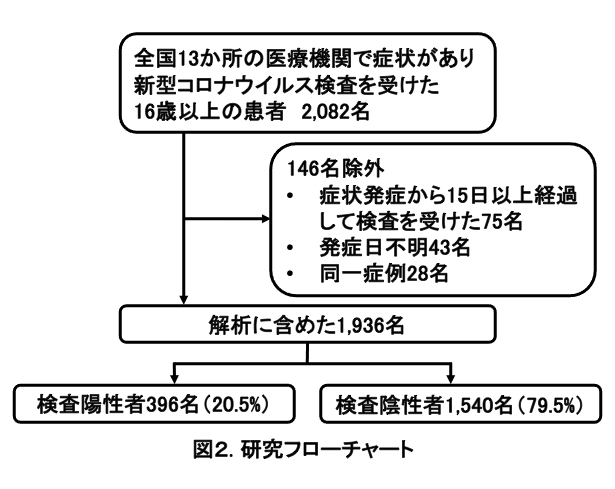 全国13か所の医療機関で症状があり
新型コロナウイルス検査を受けた
16歳以上の患者 2,082名
146名除外
• 症状発症から15日以上経過
して検査を受けた75名
• 発症日不明43名
• 同一症例28名
解析に含めた1,936名
検査陽性者396名(20.5%)
検査陰性者1,540名(79.5%)
図2. 研究フローチャート